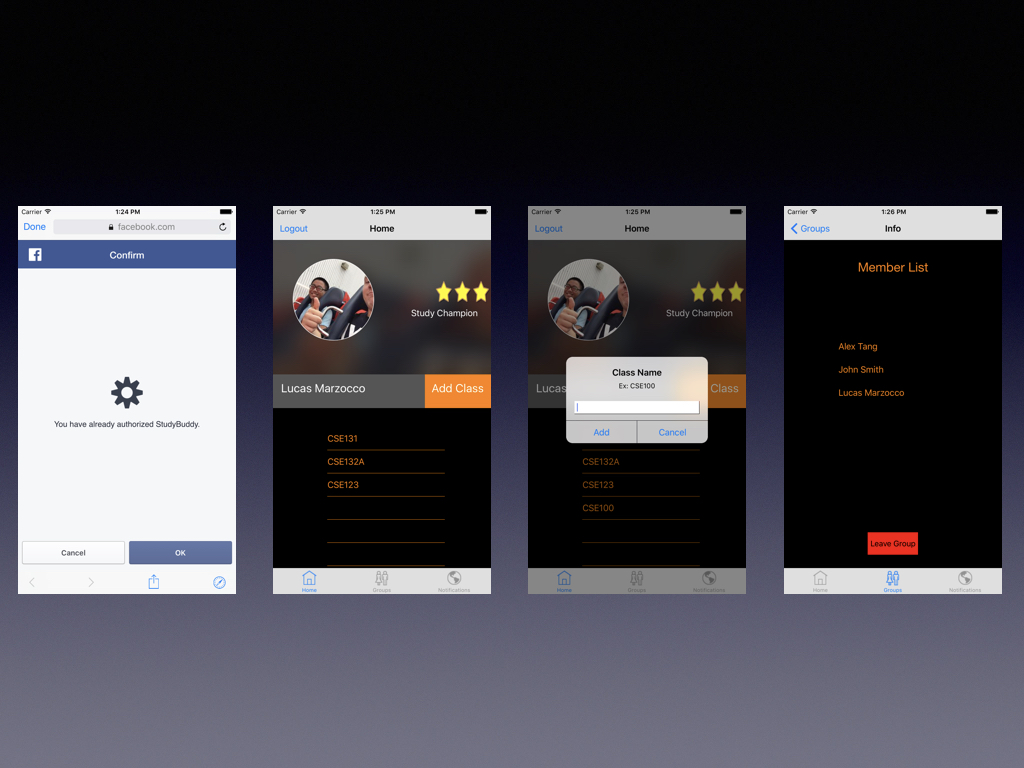 Carrier 1:24 PM
Done facebook.com
Confirm
You have already authorized StudyBuddy.
Cancel OK
Carrier 1:25 PM
Logout Home
Study Champion
Lucas Marzocco Add Class
CSE131
CSE132A
CSE123
Home Groups Notifications
Carrier 1:25 PM
Logout Home
Study Champion
Lucas Class
Class Name
Ex: CSE100
Add Cancel
CSE132A
CSE123
CSE100
Home Groups Notifications
Carrier 1:26 PM
Groups Info
Member List
Alex Tang
John Smith
Lucas Marzocco
Leave Group
Home Groups Notifications